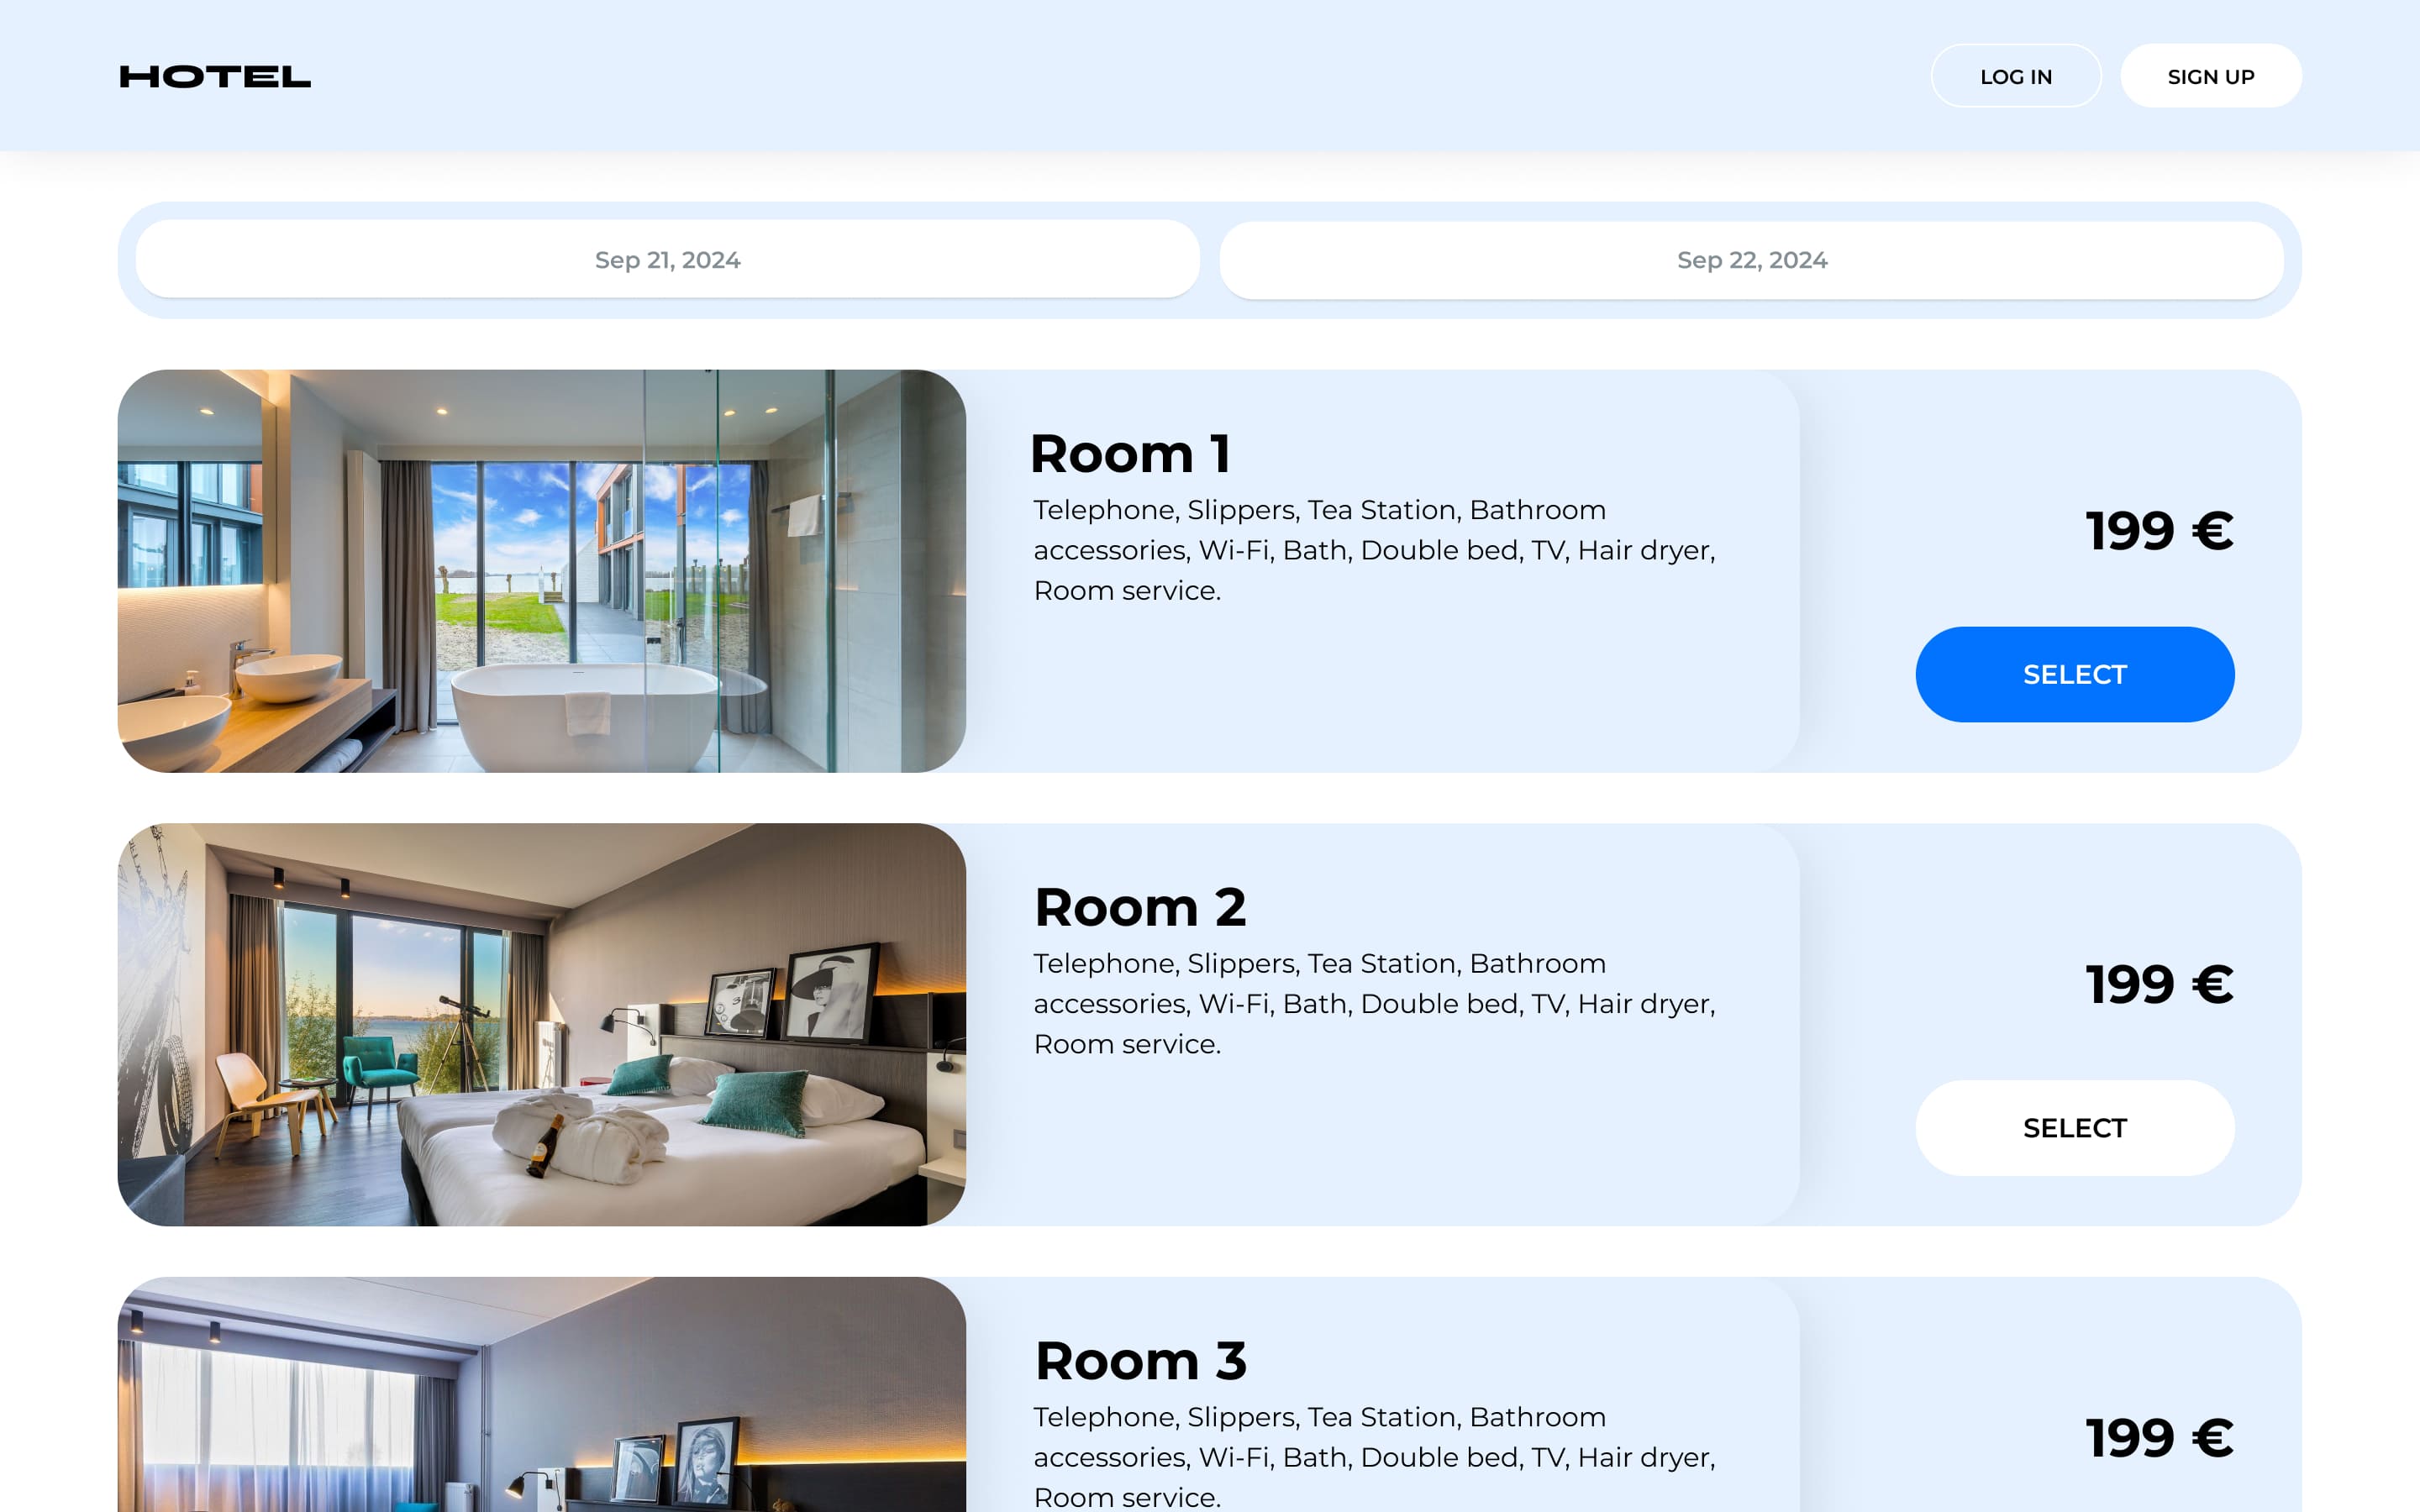 HOTEL
LOG IN
SIGN UP
Sep 21, 2024
Sep 22, 2024
Room 1
Telephone, Slippers, Tea Station, Bathroom
accessories, Wi-Fi, Bath, Double bed, TV, Hair dryer,
Room service.
199 €
SELECT
Room 2
Telephone, Slippers, Tea Station, Bathroom
accessories, Wi-Fi, Bath, Double bed, TV, Hair dryer,
Room service.
199 €
SELECT
Room 3
Telephone, Slippers, Tea Station, Bathroom
accessories, Wi-Fi, Bath, Double bed, TV, Hair dryer,
Room service.
199 €